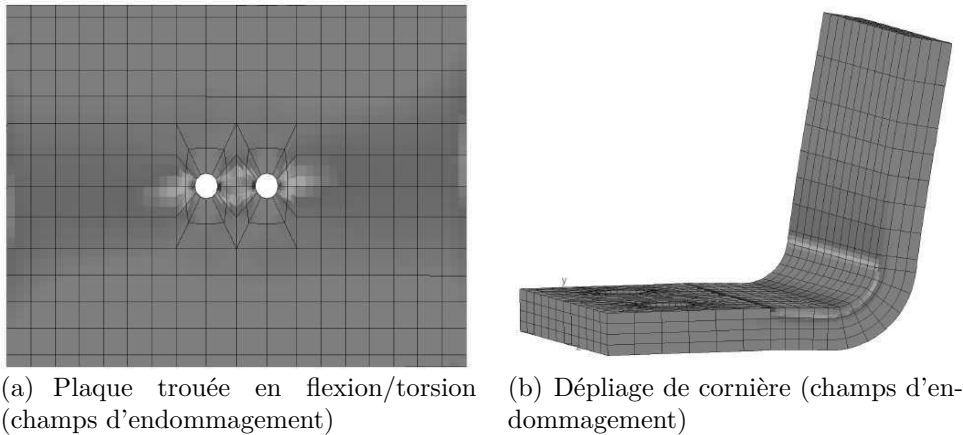 y
z
(a) Plaque trouée en flexion/torsion
(champs d'endommagement)
(b) Dépliage de cornière (champs d'en-
dommagement)